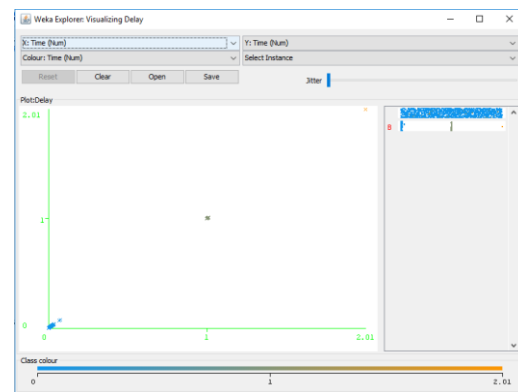 Weka Explorer: Visualizing Delay
X: Time (Num) Y: Time (Num)
Colour: Time (Num) Select Instance
Reset Clear Open Save Jitter
Plot:Delay
2.01
B
1
0
0 1 2.01
Class colour
0 1 2.01